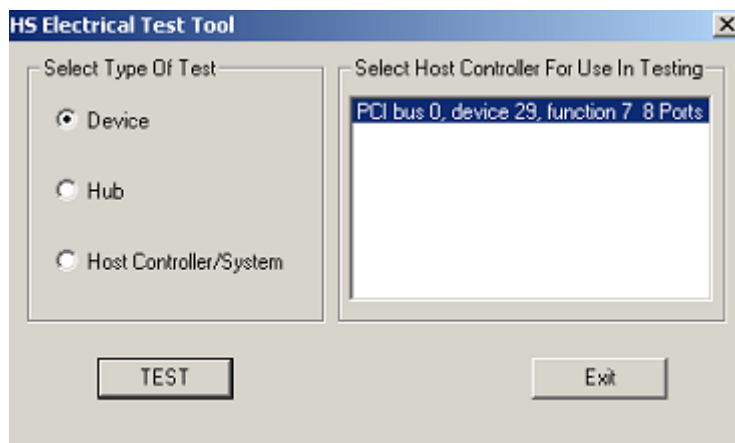 HS Electrical Test Tool
Select Type Of Test
Device
Hub
Host Controller/System
Select Host Controller For Use In Testing
PCI bus 0, device 29, function 7 8 Ports
TEST
Exit